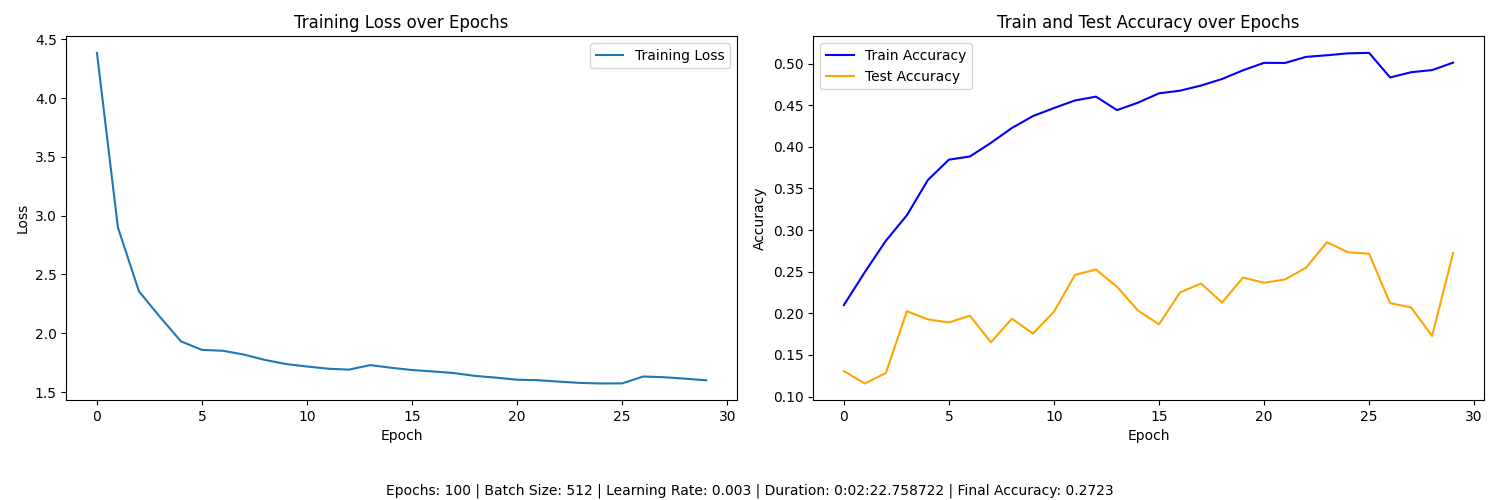 Training Loss over Epochs
Training Loss
4.5
4.0
3.5
3.0
2.5
2.0
1.5
Loss
0 5 10 15 20 25 30
Epoch
Train and Test Accuracy over Epochs
Train Accuracy
Test Accuracy
0.50
0.45
0.40
0.35
0.30
0.25
0.20
0.15
0.10
Accuracy
0 5 10 15 20 25 30
Epoch
Epochs: 100 | Batch Size: 512 | Learning Rate: 0.003 | Duration: 0:02:22.758722 | Final Accuracy: 0.2723